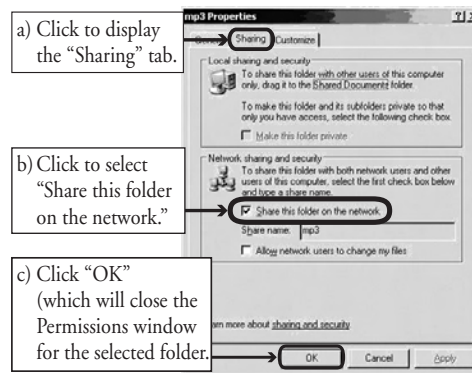 mp3 Properties
a) Click to display
the “Sharing” tab.
General Sharing Customize
Local sharing and security
To share this folder with other users of this computer
only, drag it to the Shared Documents folder.
To make this folder and its subfolders private so that
only you have access, select the following check box.
Make this folder private
b) Click to select
“Share this folder
on the network.”
Network sharing and security
To share this folder with both network users and other
users of this computer, select the first check box below
and type a share name.
Share this folder on the network
Share name: mp3
Allow network users to change my files
c) Click “OK”
(which will close the
Permissions window
for the selected folder.
more about sharing and security.
OK Cancel Apply